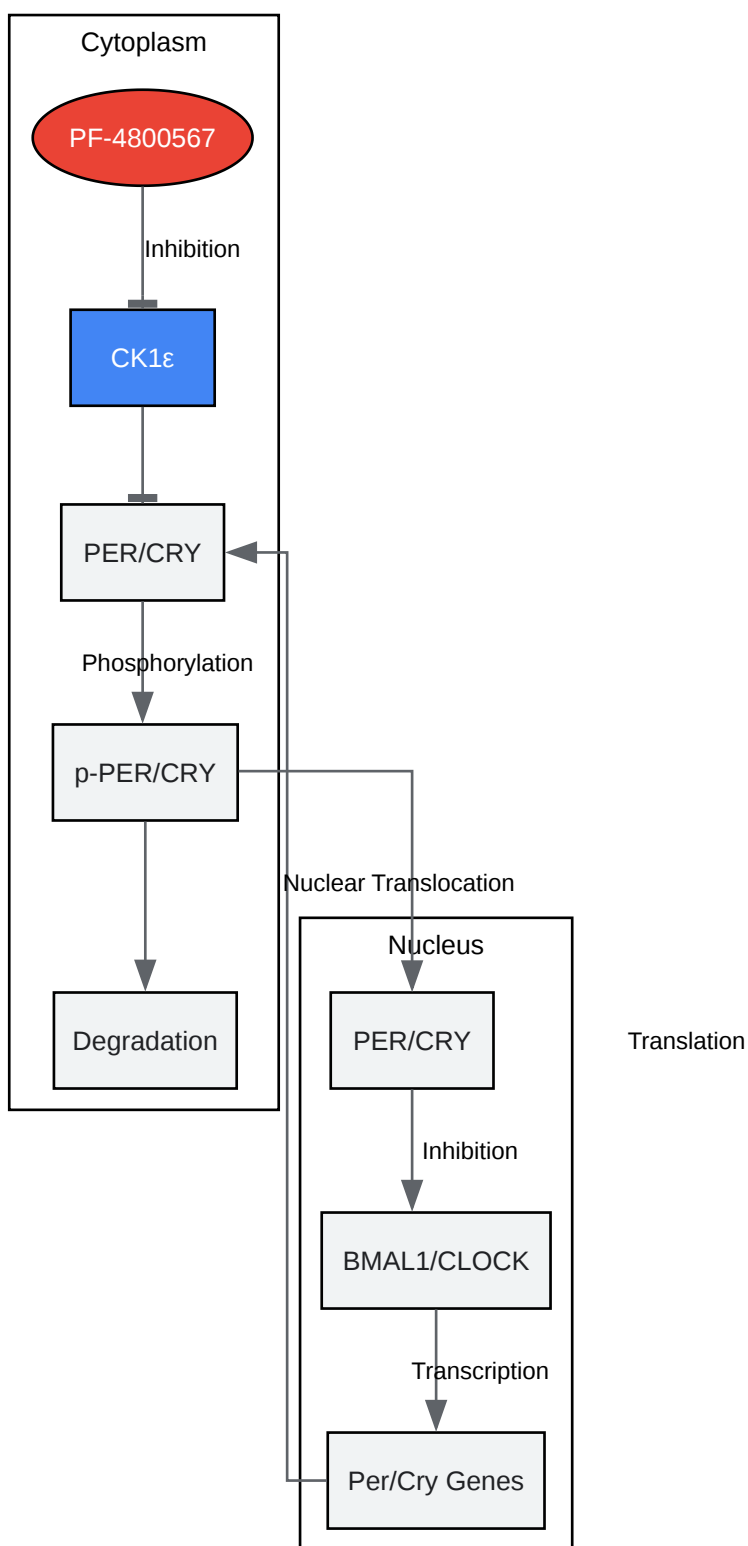 Cytoplasm
PF-4800567
Inhibition
CK1ε
PER/CRY
Phosphorylation
p-PER/CRY
Nuclear Translocation
Nucleus
Degradation
PER/CRY
Translation
Inhibition
BMAL1/CLOCK
Transcription
Per/Cry Genes